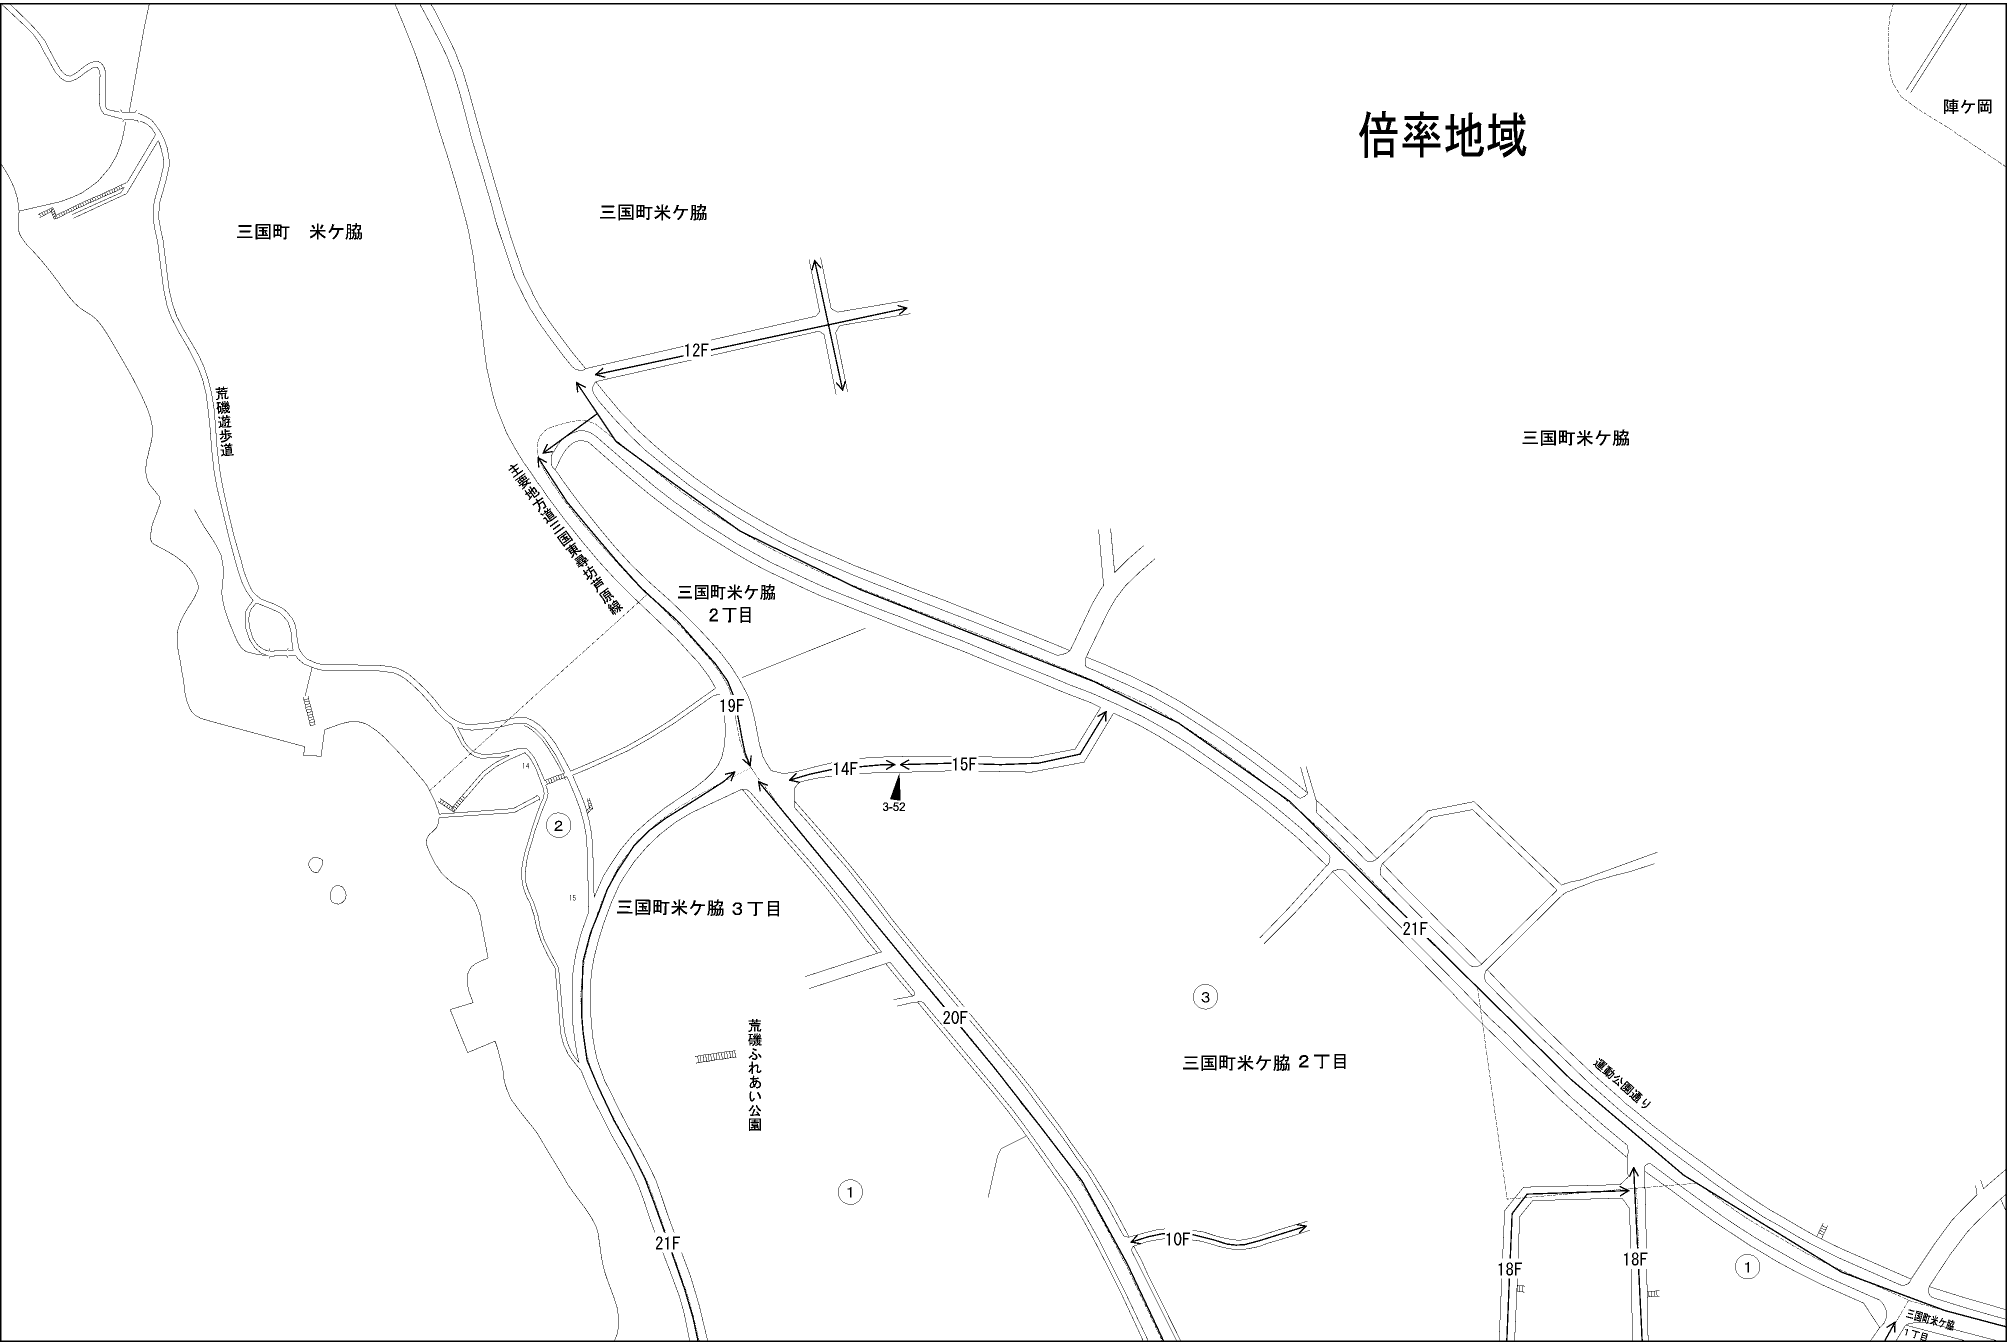 倍率地域
陣ケ岡
三国町米ケ脇
三国町　米ケ脇
12F
荒磯遊歩道
三国町米ケ脇
主要地方道三国東尋坊芦原線
三国町米ケ脇
２丁目
19F
14F
15F
3-52
14
②
15
三国町米ケ脇３丁目
21F
③
20F
荒磯ふれあい公園
三国町米ケ脇２丁目
運動公園通り
①
21F
10F
18F
18F
①
三国町米ケ脇
１丁目